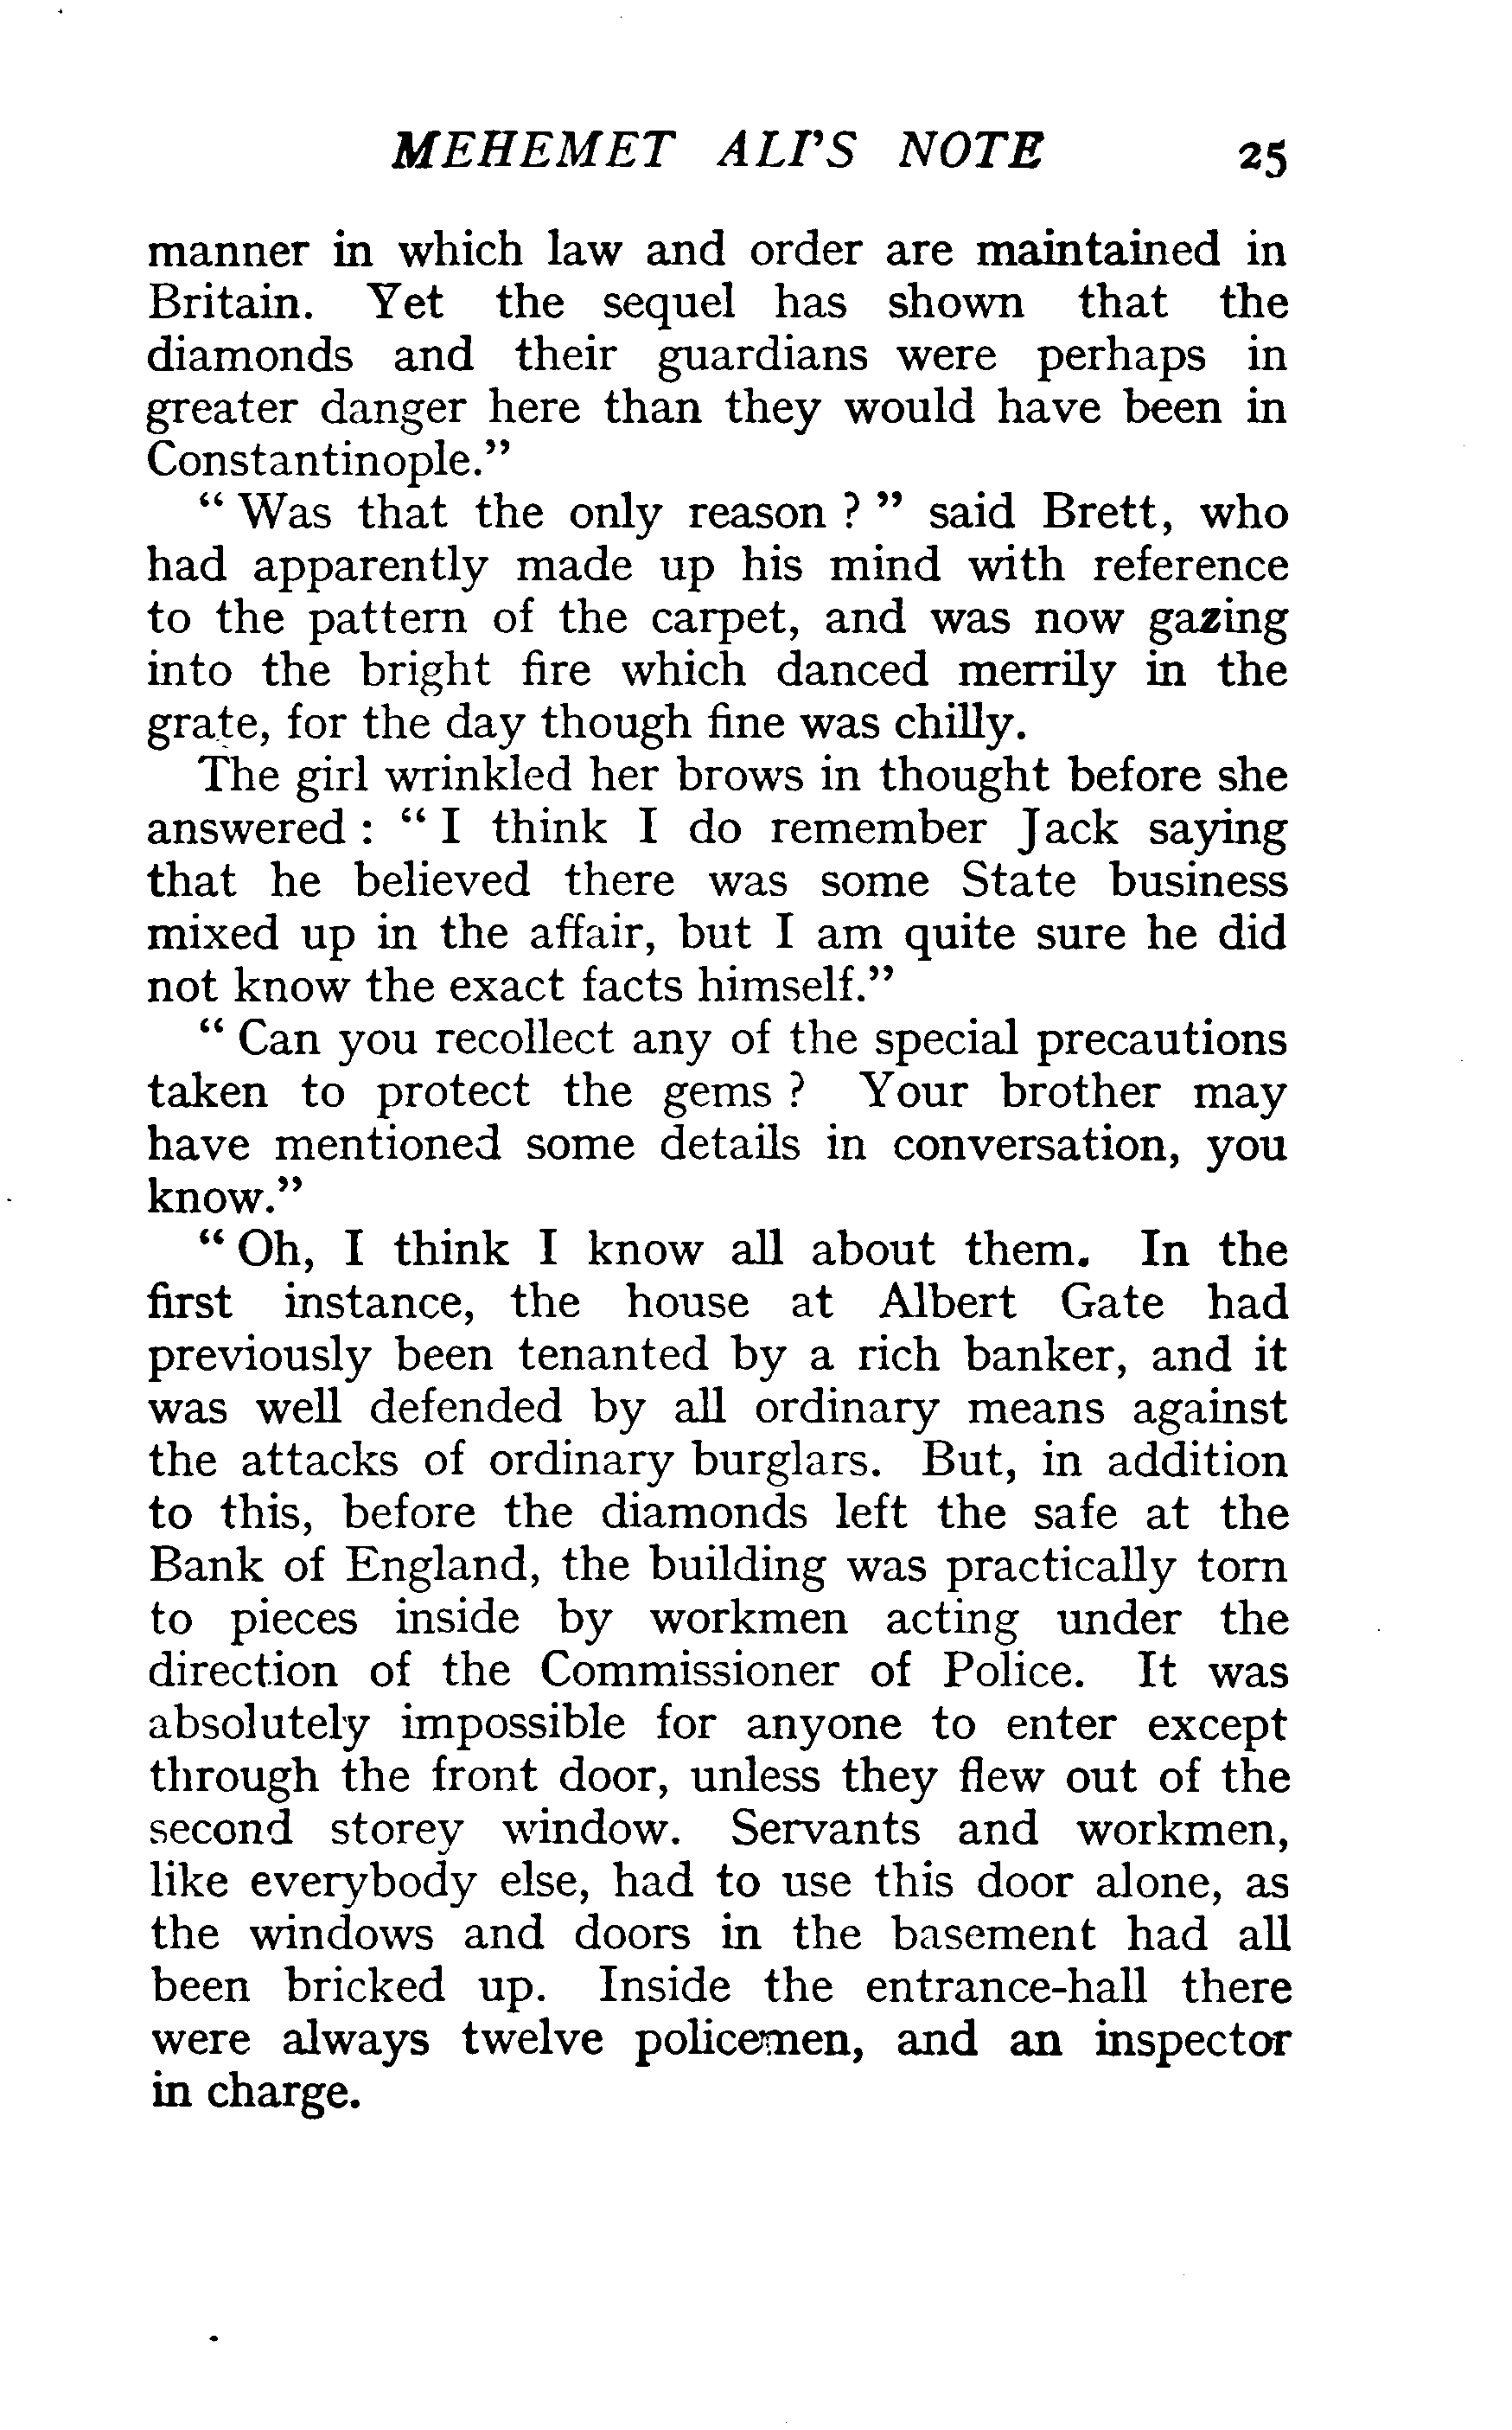 MEHEMET ALI'S NOTE 25
manner in which law and order are maintained in
Britain. Yet the sequel has shown that the
diamonds and their guardians were perhaps in
greater danger here than they would have been in
Constantinople."
" Was that the only reason ? " said Brett, who
had apparently made up his mind with reference
to the pattern of the carpet, and was now gazing
into the bright fire which danced merrily in the
grate, for the day though fine was chilly.
The girl wrinkled her brows in thought before she
answered : " I think I do remember Jack saying
that he believed there was some State business
mixed up in the affair, but I am quite sure he did
not know the exact facts himself."
" Can you recollect any of the special precautions
taken to protect the gems ? Your brother may
have mentioned some details in conversation, you
know."
" Oh, I think I know all about them. In the
first instance, the house at Albert Gate had
previously been tenanted by a rich banker, and it
was well defended by all ordinary means against
the attacks of ordinary burglars. But, in addition
to this, before the diamonds left the safe at the
Bank of England, the building was practically torn
to pieces inside by workmen acting under the
direction of the Commissioner of Police. It was
absolutely impossible for anyone to enter except
through the front door, unless they flew out of the
second storey window. Servants and workmen,
like everybody else, had to use this door alone, as
the windows and doors in the basement had all
been bricked up. Inside the entrance-hall there
were always twelve policemen, and an inspector
in charge.